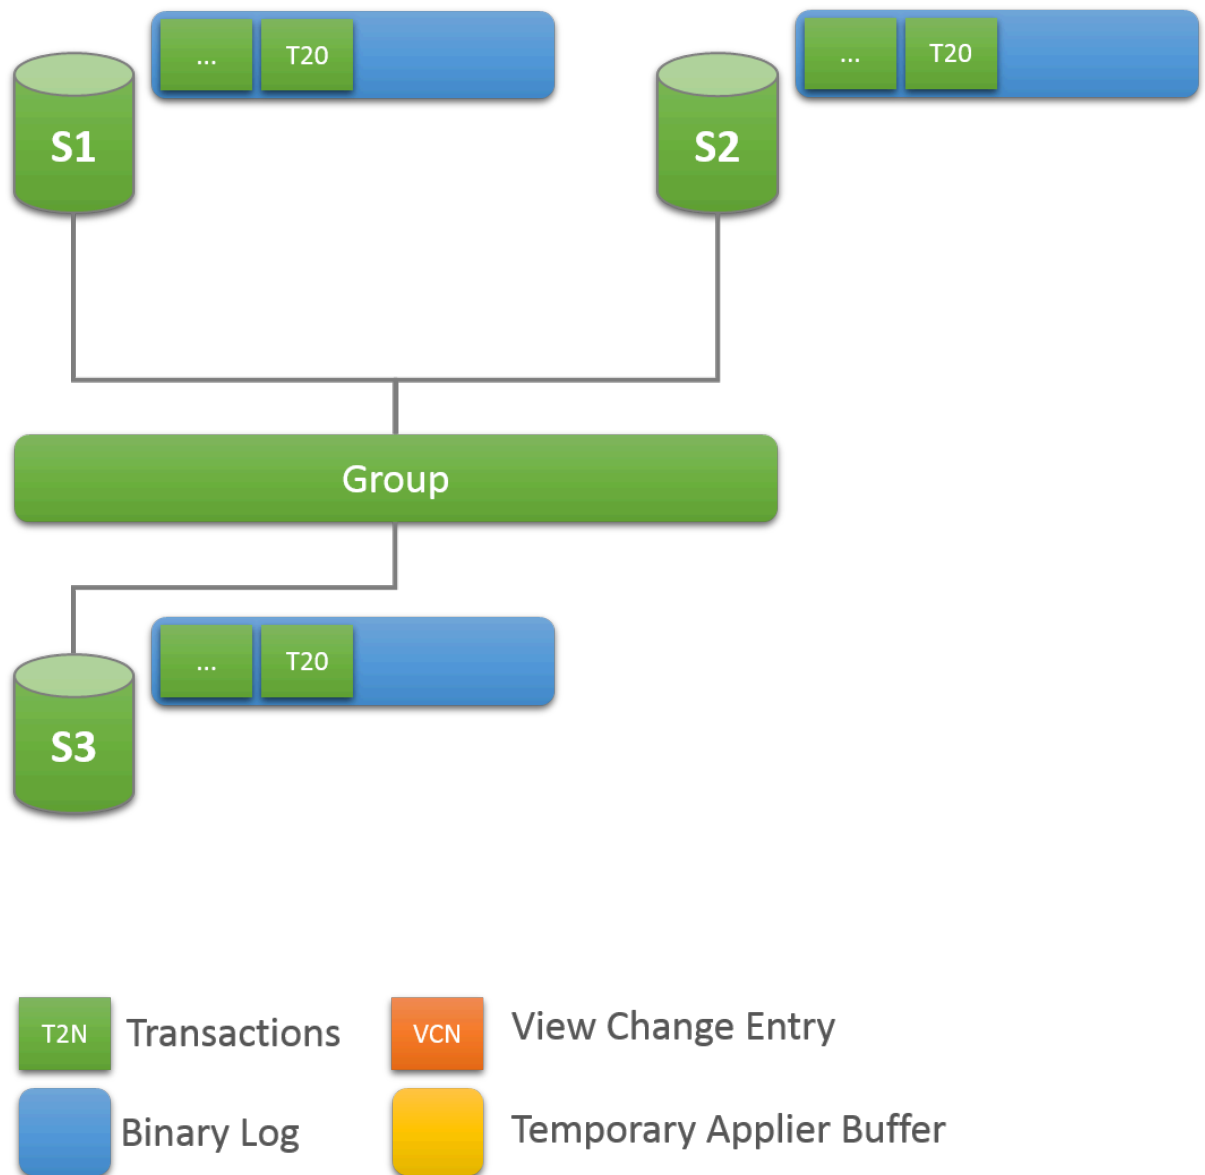 ... T20
... T20
S1
S2
Group
... T20
S3
T2N Transactions
VCN View Change Entry
Binary Log
Temporary Applier Buffer